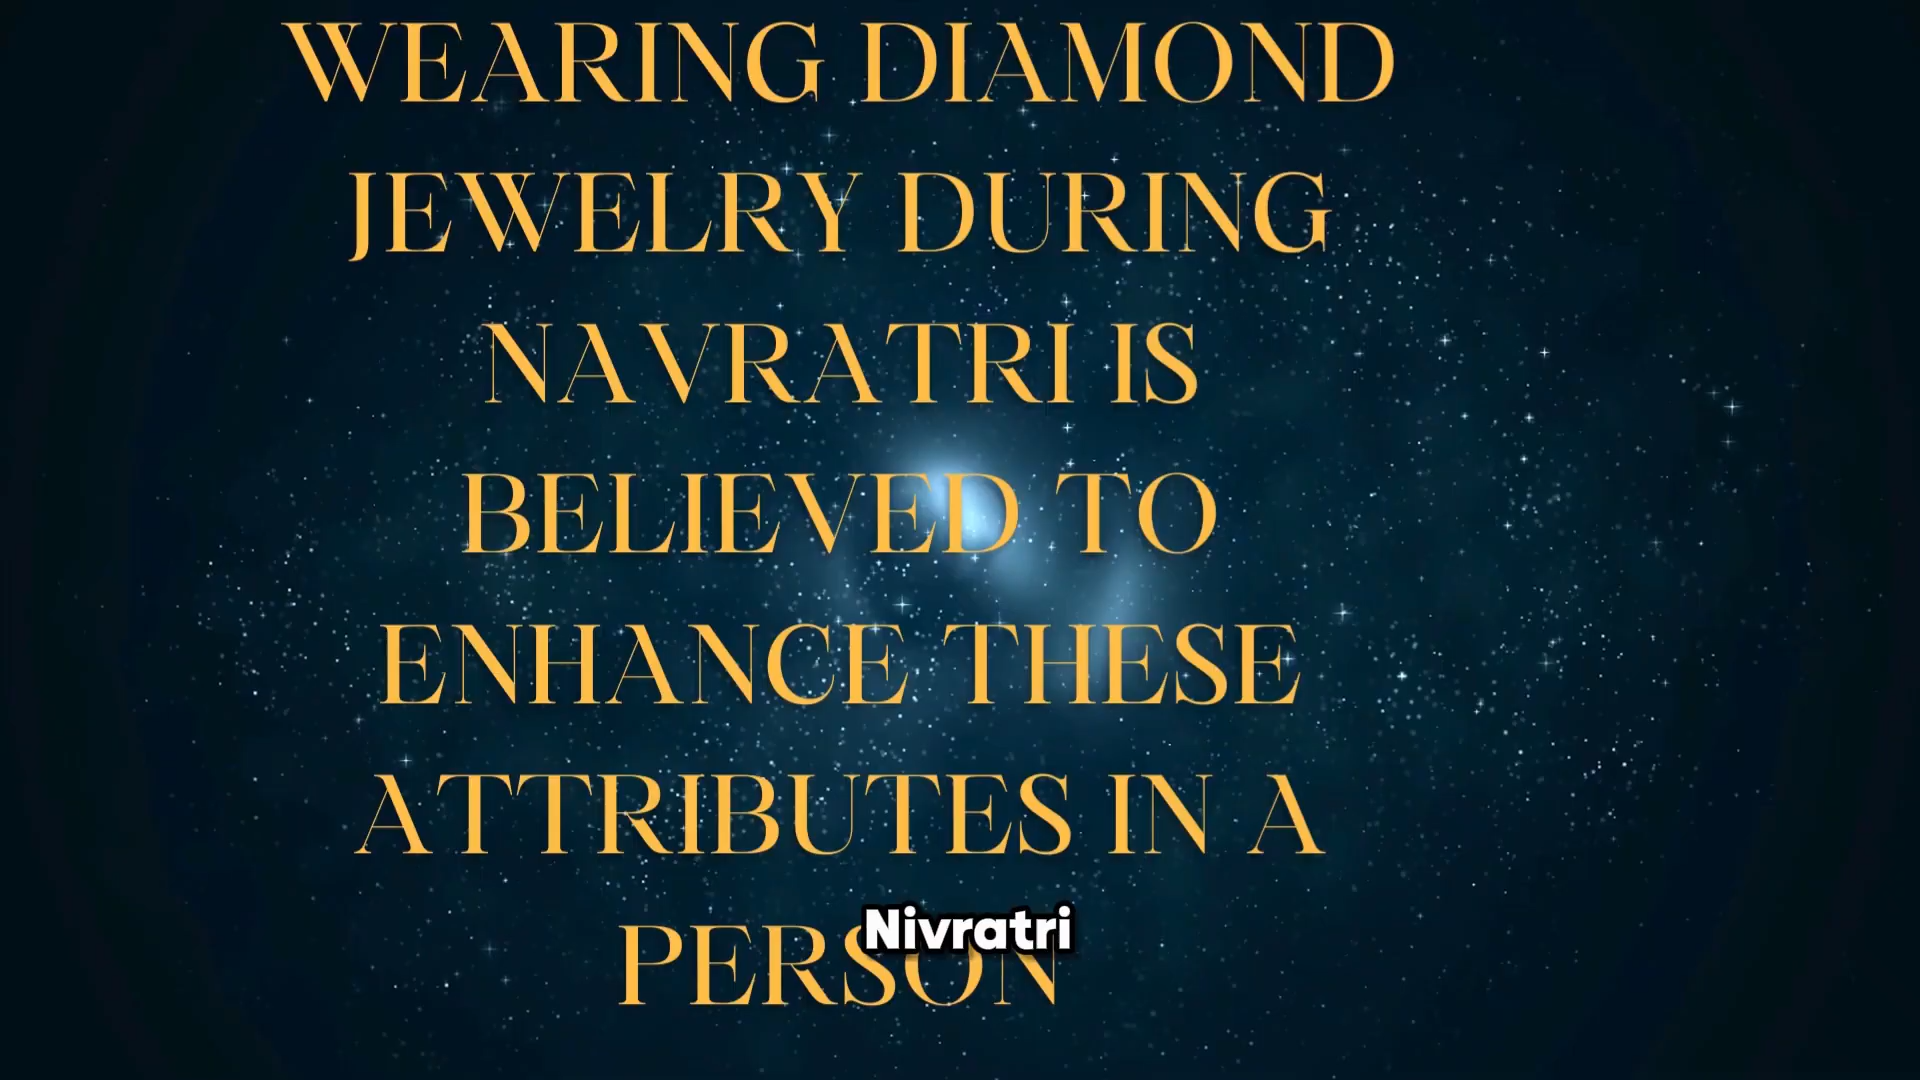 WEARING DIAMOND
JEWELRY DURING
NAVRATRI IS
BELIEVED TO
ENHANCE THESE
ATTRIBUTES IN A
PERSON
Nivratri